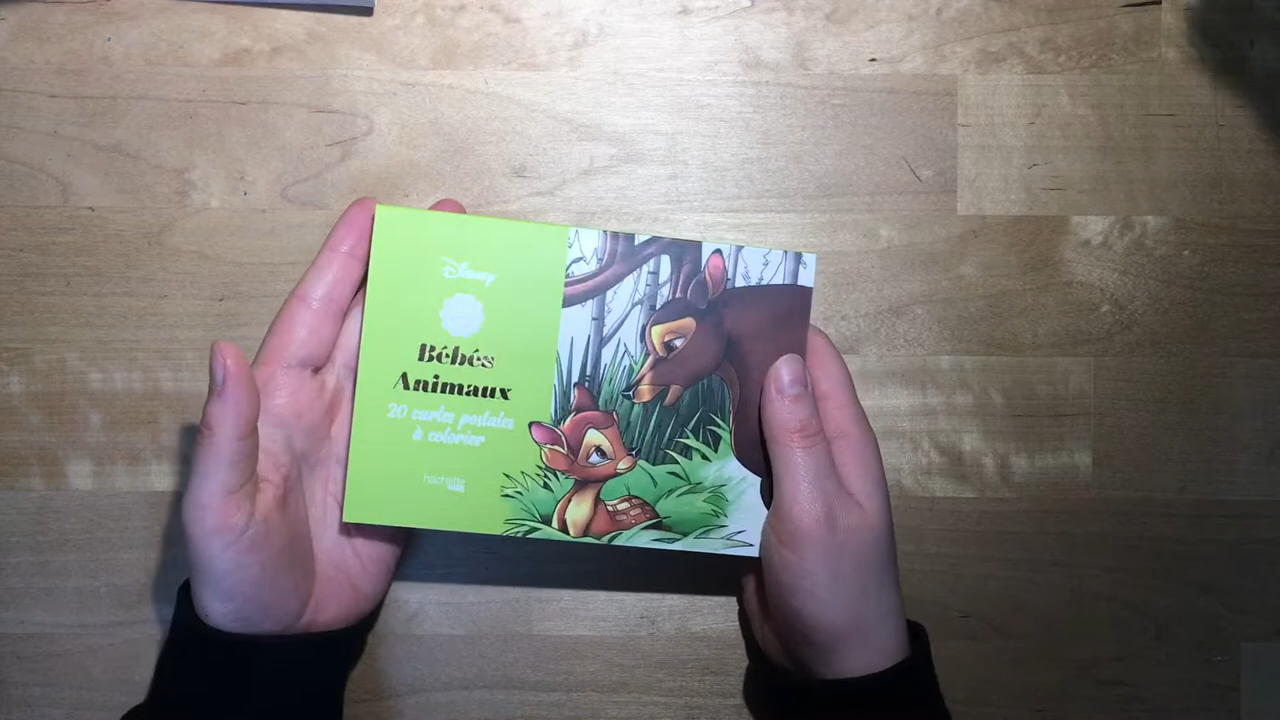 Disney
Bébés
Animaux
20 cartes postales
à colorier
hachette